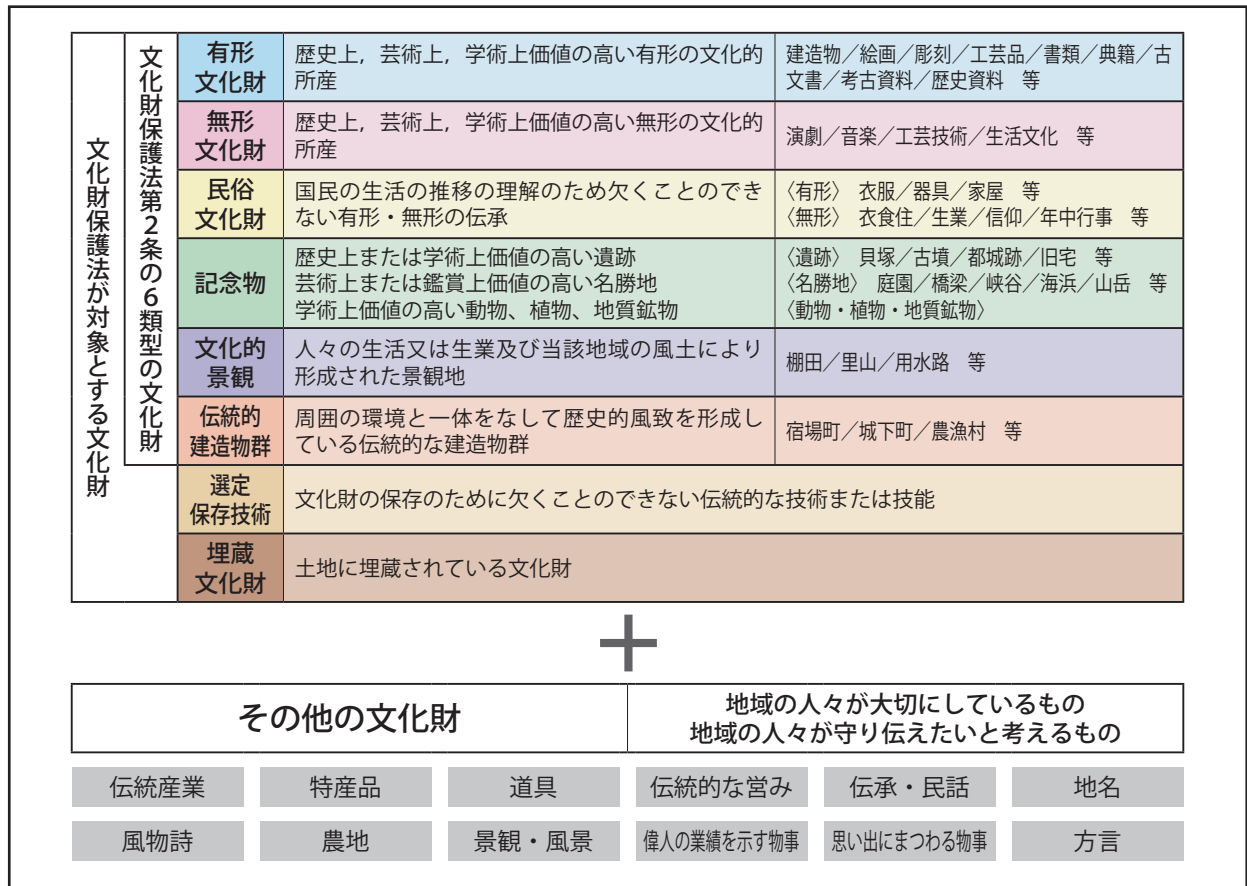 文化財保護法が対象とする文化財
文化財保護法第２条の６類型の文化財
有形
文化財
歴史上，芸術上，学術上価値の高い有形の文化的
所産
建造物／絵画／彫刻／工芸品／書類／典籍／古
文書／考古資料／歴史資料　等
無形
文化財
歴史上，芸術上，学術上価値の高い無形の文化的
所産
演劇／音楽／工芸技術／生活文化　等
民俗
文化財
国民の生活の推移の理解のため欠くことのでき
ない有形・無形の伝承
〈有形〉 衣服／器具／家屋　等
〈無形〉 衣食住／生業／信仰／年中行事　等
記念物
歴史上または学術上価値の高い遺跡
芸術上または鑑賞上価値の高い名勝地
学術上価値の高い動物、植物、地質鉱物
〈遺跡〉 貝塚／古墳／都城跡／旧宅　等
〈名勝地〉 庭園／橋梁／峡谷／海浜／山岳　等
〈動物・植物・地質鉱物〉
文化的
景観
人々の生活又は生業及び当該地域の風土により
形成された景観地
棚田／里山／用水路　等
伝統的
建造物群
周囲の環境と一体をなして歴史的風致を形成し
ている伝統的な建造物群
宿場町／城下町／農漁村　等
選定
保存技術
文化財の保存のために欠くことのできない伝統的な技術または技能
埋蔵
文化財
土地に埋蔵されている文化財
＋
その他の文化財
地域の人々が大切にしているもの
地域の人々が守り伝えたいと考えるもの
伝統産業
特産品
道具
伝統的な営み
伝承・民話
地名
風物詩
農地
景観・風景
偉人の業績を示す物事
思い出にまつわる物事
方言